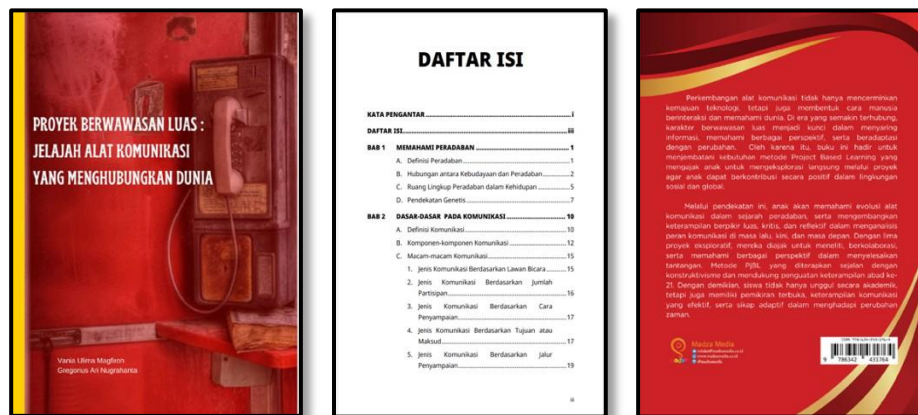 PROYEK BERWAWASAN LUAS :
JELAJAH ALAT KOMUNIKASI
YANG MENGHUBUNGKAN DUNIA
Vania Ulima Magfiroh
Gregorius Ari Nugrahanta
DAFTAR ISI
KATA PENGANTAR i
DAFTAR ISI iii
BAB 1 MEMAHAMI PERADABAN 1
A. Definisi Peradaban 1
B. Hubungan antara Kebudayaan dan Peradaban 2
C. Ruang Lingkup Peradaban dalam Kehidupan 5
D. Pendekatan Genetis 7
BAB 2 DASAR-DASAR PADA KOMUNIKASI 10
A. Definisi Komunikasi 10
B. Komponen-komponen Komunikasi 12
C. Macam-macam Komunikasi 15
1. Jenis Komunikasi Berdasarkan Lawan Bicara 15
2. Jenis Komunikasi Berdasarkan Jumlah
Partisipan 16
3. Jenis Komunikasi Berdasarkan Cara
Penyampaian 17
4. Jenis Komunikasi Berdasarkan Tujuan atau
Maksud 17
5. Jenis Komunikasi Berdasarkan Jalur
Penyampaian 19
iii
Perkembangan alat komunikasi tidak hanya mencerminkan
kemajuan teknologi, tetapi juga membentuk cara manusia
berinteraksi dan memahami dunia. Di era yang semakin terhubung,
karakter berwawasan luas menjadi kunci dalam menyaring
informasi, memahami berbagai perspektif, serta beradaptasi
dengan perubahan. Oleh karena itu, buku ini hadir untuk
menjembatani kebutuhan metode Project Based Learning yang
mengajak anak untuk mengeksplorasi langsung melalui proyek
agar anak dapat berkontribusi secara positif dalam lingkungan
sosial dan global.
Melalui pendekatan ini, anak akan memahami evolusi alat
komunikasi dalam sejarah peradaban, serta mengembangkan
keterampilan berpikir luas, kritis, dan reflektif dalam menganalisis
peran komunikasi di masa lalu, kini, dan masa depan. Dengan lima
proyek eksploratif, mereka diajak untuk meneliti, berkolaborasi,
serta memahami berbagai perspektif dalam menyelesaikan
tantangan. Metode PjBL yang diterapkan sejalan dengan
konstruktivisme dan mendukung penguatan keterampilan abad ke-
21. Dengan demikian, siswa tidak hanya unggul secara akademik,
tetapi juga memiliki pemikiran terbuka, keterampilan komunikasi
yang efektif, serta sikap adaptif dalam menghadapi perubahan
zaman.
Madza Media
9 786342 431764